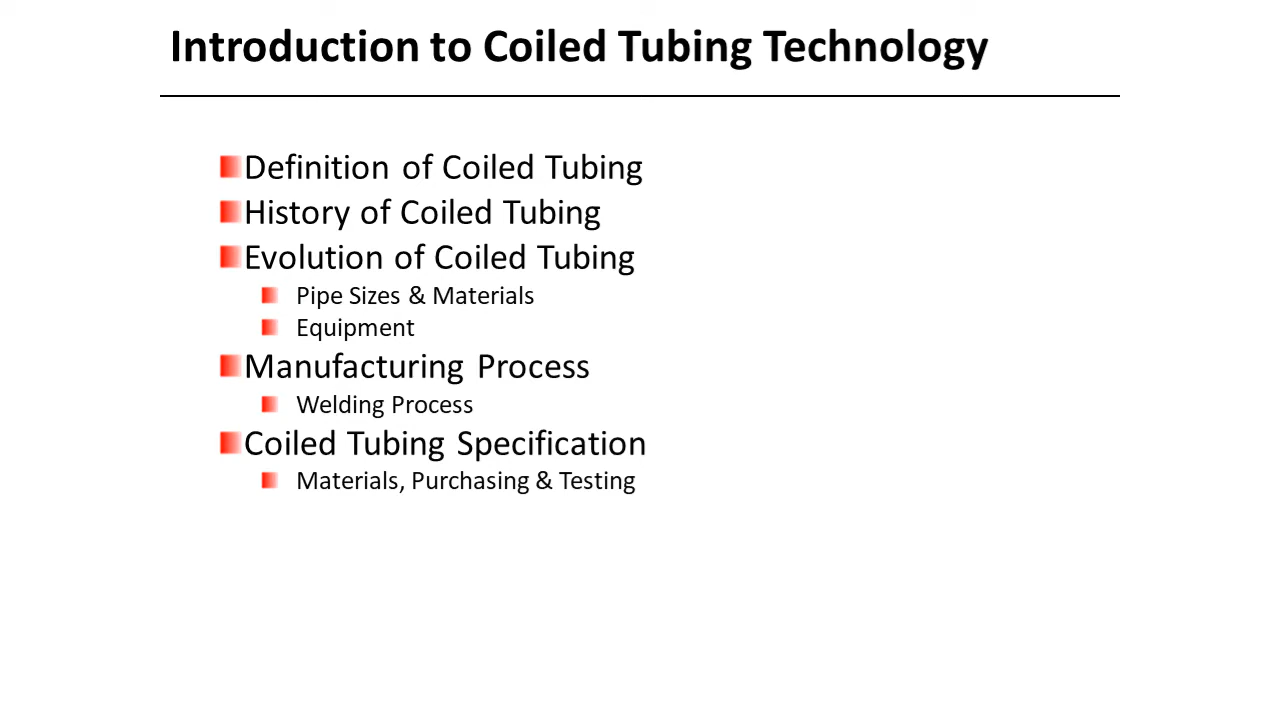 Introduction to Coiled Tubing Technology
Definition of Coiled Tubing
History of Coiled Tubing
Evolution of Coiled Tubing
Pipe Sizes & Materials
Equipment
Manufacturing Process
Welding Process
Coiled Tubing Specification
Materials, Purchasing & Testing